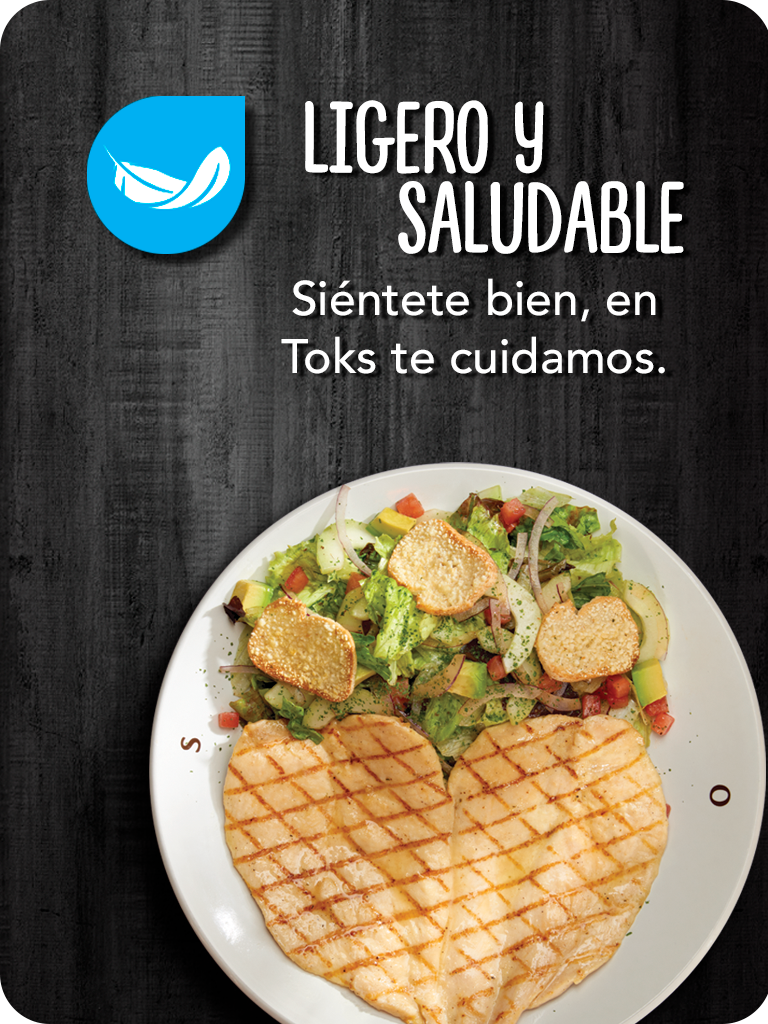 LIGERO Y
SALUDABLE
Siéntete bien, en
Toks te cuidamos.
S
O